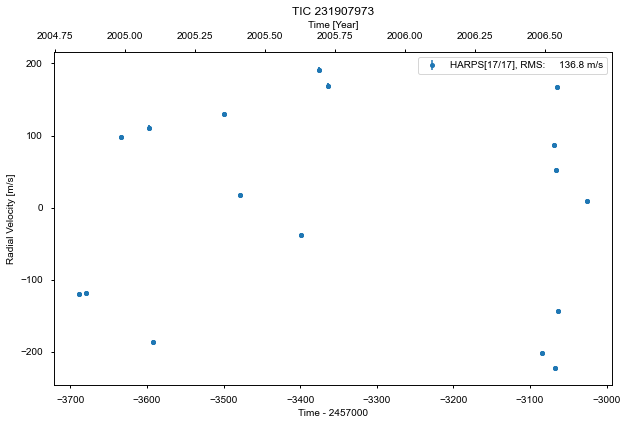 TIC 231907973
Time [Year]
2004.75 2005.00 2005.25 2005.50 2005.75 2006.00 2006.25 2006.50
HARPS[17/17], RMS: 136.8 m/s
200
100
0
−100
−200
Radial Velocity [m/s]
−3700 −3600 −3500 −3400 −3300 −3200 −3100 −3000
Time - 2457000